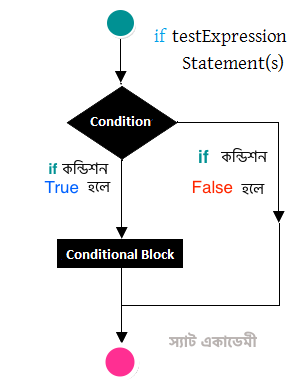 if testExpression
Statement(s)
Condition
if কন্ডিশন
True হলে
if কন্ডিশন
False হলে
Conditional Block
স্যাট একাডেমী